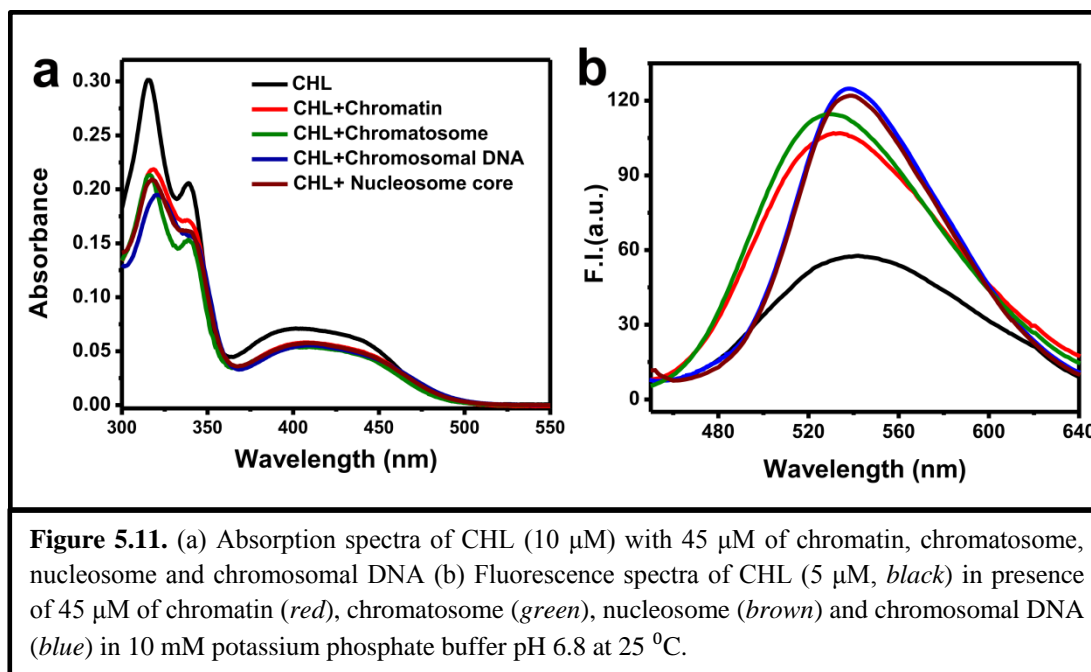 a
0.30
0.25
0.20
0.15
0.10
0.05
0.00
Absorbance
300 350 400 450 500 550
Wavelength (nm)
CHL
CHL+Chromatin
CHL+Chromatosome
CHL+Chromosomal DNA
CHL+ Nucleosome core
b
120
90
60
30
0
F.I.(a.u.)
480 520 560 600 640
Wavelength (nm)
Figure 5.11. (a) Absorption spectra of CHL (10 μM) with 45 μM of chromatin, chromatosome,
nucleosome and chromosomal DNA (b) Fluorescence spectra of CHL (5 μM, black) in presence
of 45 μM of chromatin (red), chromatosome (green), nucleosome (brown) and chromosomal DNA
(blue) in 10 mM potassium phosphate buffer pH 6.8 at 25 ⁰C.